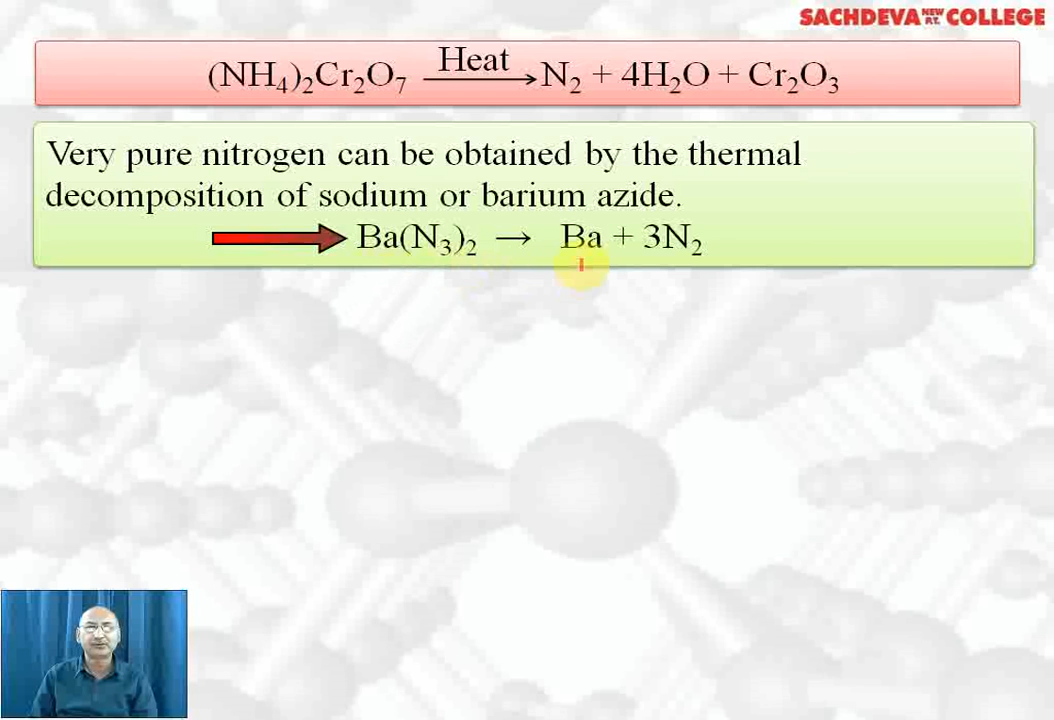 SACHDEVA NEW P.T. COLLEGE
(NH₄)₂Cr₂O₇ —Heat→ N₂ + 4H₂O + Cr₂O₃
Very pure nitrogen can be obtained by the thermal
decomposition of sodium or barium azide.
Ba(N₃)₂ → Ba + 3N₂